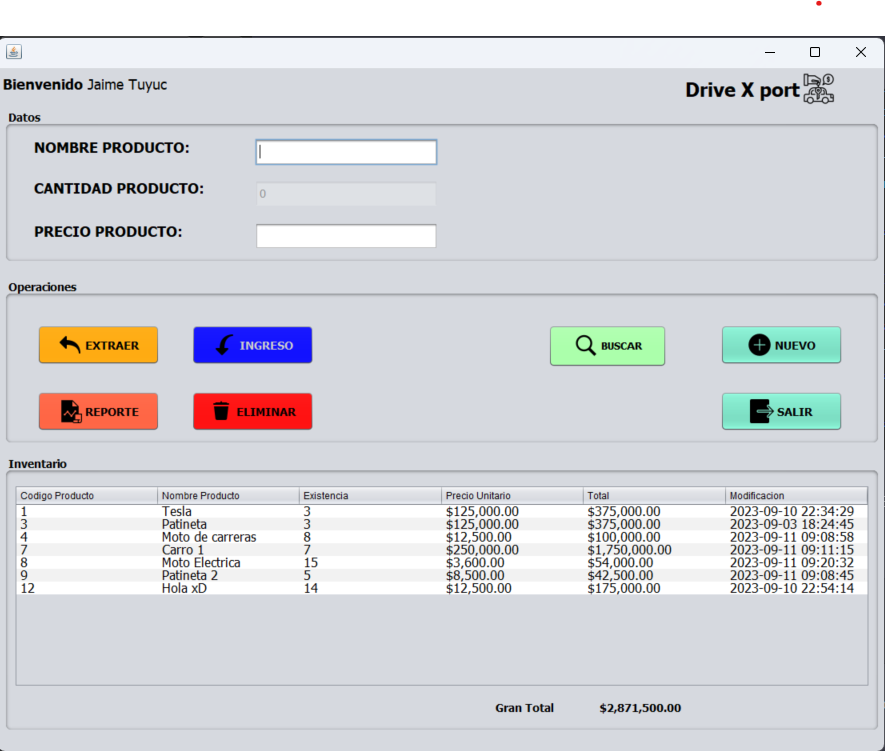 Bienvenido Jaime Tuyuc
Drive X port
Datos
NOMBRE PRODUCTO:
CANTIDAD PRODUCTO: 0
PRECIO PRODUCTO:
Operaciones
EXTRAER INGRESO BUSCAR NUEVO
REPORTE ELIMINAR SALIR
Inventario
Codigo Producto Nombre Producto Existencia Precio Unitario Total Modificacion
1 Tesla 3 $125,000.00 $375,000.00 2023-09-10 22:34:29
3 Patineta 3 $125,000.00 $375,000.00 2023-09-03 18:24:45
4 Moto de carreras 8 $12,500.00 $100,000.00 2023-09-11 09:08:58
7 Carro 1 7 $250,000.00 $1,750,000.00 2023-09-11 09:11:15
8 Moto Electrica 15 $3,600.00 $54,000.00 2023-09-11 09:20:32
9 Patineta 2 5 $8,500.00 $42,500.00 2023-09-11 09:08:45
12 Hola xD 14 $12,500.00 $175,000.00 2023-09-10 22:54:14
Gran Total $2,871,500.00